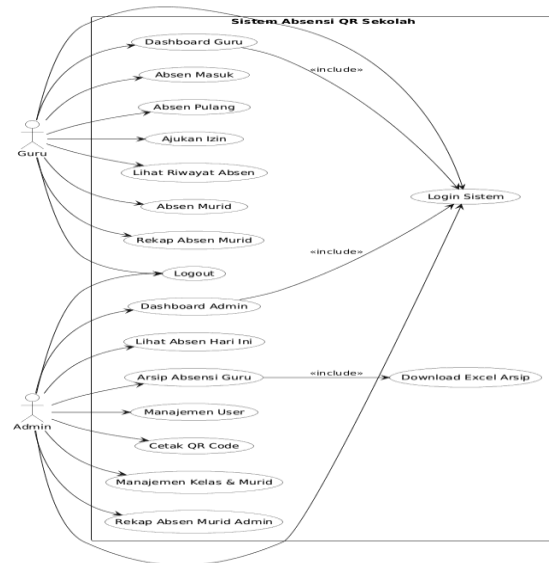 Sistem Absensi QR Sekolah
Dashboard Guru
«include»
Absen Masuk
Absen Pulang
Guru
Ajukan Izin
Lihat Riwayat Absen
Login Sistem
Absen Murid
Rekap Absen Murid
«include»
Logout
Dashboard Admin
Lihat Absen Hari Ini
Arsip Absensi Guru
«include»
Download Excel Arsip
Admin
Manajemen User
Cetak QR Code
Manajemen Kelas & Murid
Rekap Absen Murid Admin